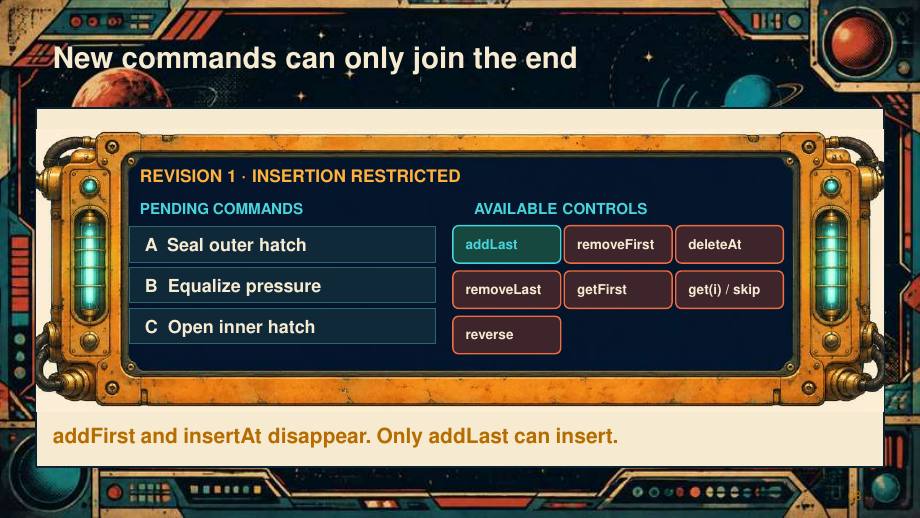 New commands can only join the end
REVISION 1 · INSERTION RESTRICTED
PENDING COMMANDS
A Seal outer hatch
B Equalize pressure
C Open inner hatch
AVAILABLE CONTROLS
addLast removeFirst deleteAt
removeLast getFirst get(i) / skip
reverse
addFirst and insertAt disappear. Only addLast can insert.